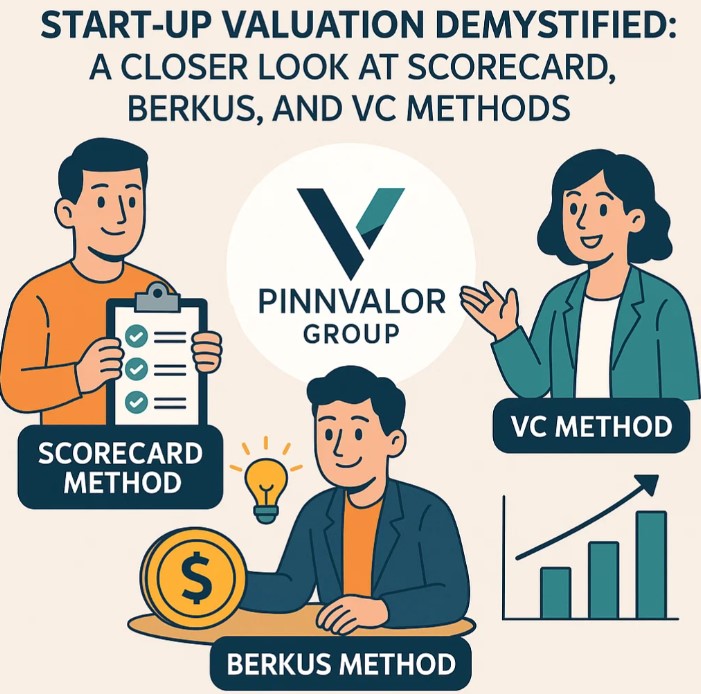 START-UP VALUATION DEMYSTIFIED:
A CLOSER LOOK AT SCORECARD,
BERKUS, AND VC METHODS
PINNVALOR
GROUP
SCORECARD
METHOD
VC METHOD
$
BERKUS METHOD